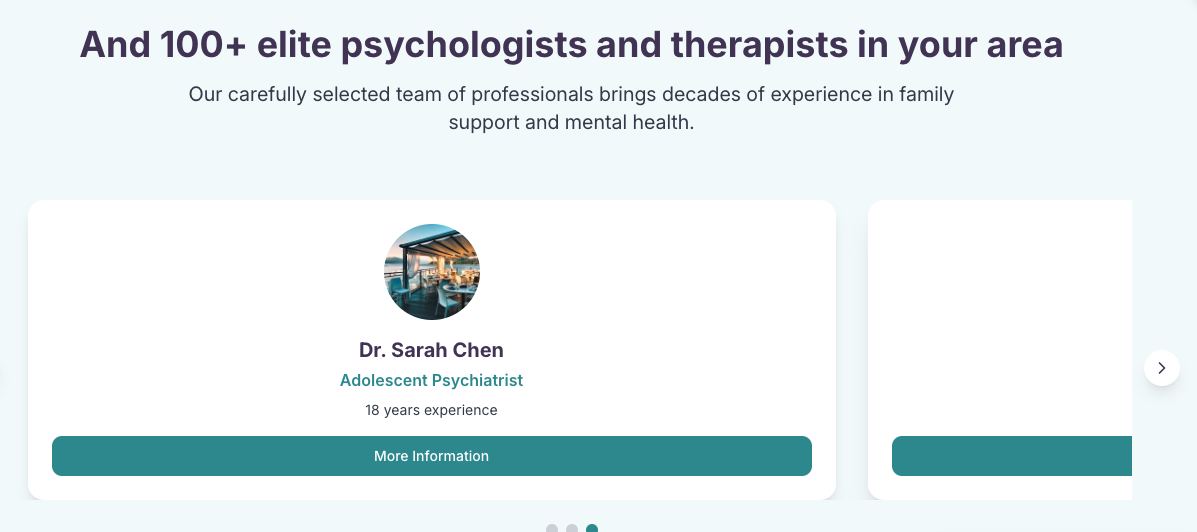 And 100+ elite psychologists and therapists in your area
Our carefully selected team of professionals brings decades of experience in family
support and mental health.
Dr. Sarah Chen
Adolescent Psychiatrist
18 years experience
More Information